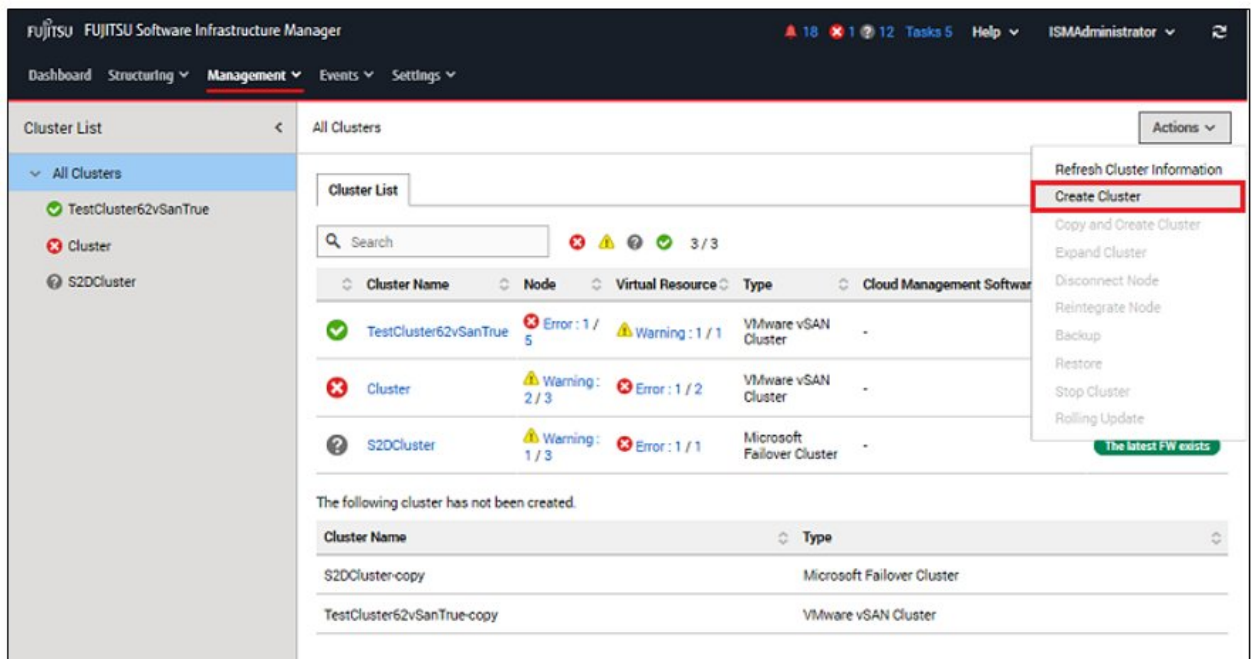 FUJITSU FUJITSU Software Infrastructure Manager
18 1 12 Tasks 5 Help ISMAdministrator
Dashboard Structuring Management Events Settings
Cluster List
All Clusters
TestCluster62vSanTrue
Cluster
S2DCluster
All Clusters
Actions
Refresh Cluster Information
Create Cluster
Copy and Create Cluster
Expand Cluster
Disconnect Node
Reintegrate Node
Backup
Restore
Stop Cluster
Rolling Update
Cluster List
Search
3 / 3
Cluster Name Node Virtual Resource Type Cloud Management Softwar
TestCluster62vSanTrue Error : 1 / 5 Warning : 1 / 1 VMware vSAN Cluster -
Cluster Warning : 2 / 3 Error : 1 / 2 VMware vSAN Cluster -
S2DCluster Warning : 1 / 3 Error : 1 / 1 Microsoft Failover Cluster - The latest FW exists
The following cluster has not been created.
Cluster Name Type
S2DCluster-copy Microsoft Failover Cluster
TestCluster62vSanTrue-copy VMware vSAN Cluster